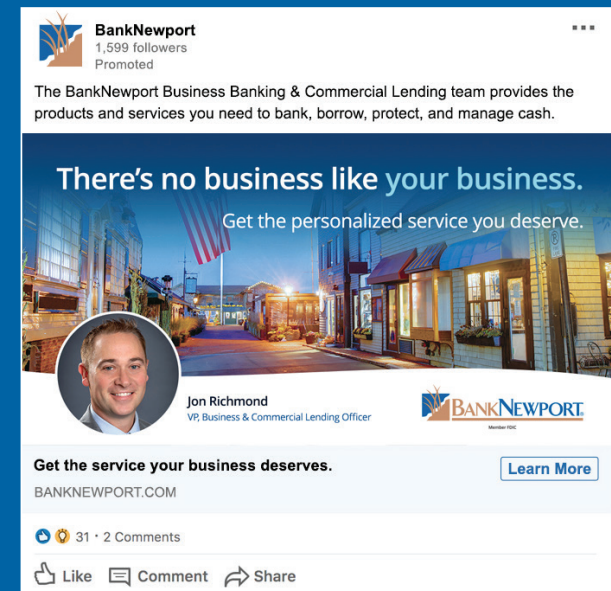 BankNewport
1,599 followers
Promoted
The BankNewport Business Banking & Commercial Lending team provides the
products and services you need to bank, borrow, protect, and manage cash.
There's no business like your business.
Get the personalized service you deserve.
Jon Richmond
VP, Business & Commercial Lending Officer
BANKNEWPORT
Member FDIC
Get the service your business deserves.
Learn More
BANKNEWPORT.COM
31 · 2 Comments
Like Comment Share